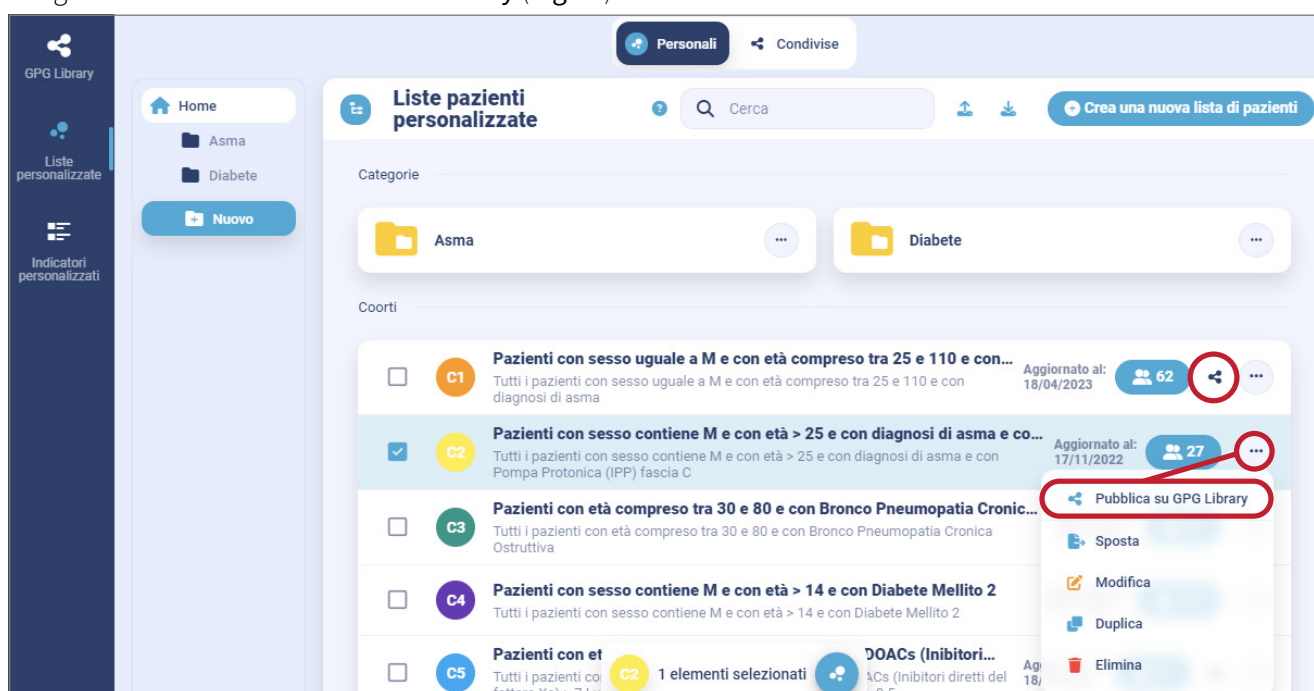 GPG Library
Liste
personalizzate
Indicatori
personalizzati
Personali
Condivise
Home
Asma
Diabete
Nuovo
Liste pazienti
personalizzate
?
Cerca
Crea una nuova lista di pazienti
Categorie
Asma
Diabete
Coorti
C1
Pazienti con sesso uguale a M e con età compreso tra 25 e 110 e con...
Tutti i pazienti con sesso uguale a M e con età compreso tra 25 e 110 e con
diagnosi di asma
Aggiornato al:
18/04/2023
62
C2
Pazienti con sesso contiene M e con età > 25 e con diagnosi di asma e co...
Tutti i pazienti con sesso contiene M e con età > 25 e con diagnosi di asma e con
Pompa Protonica (IPP) fascia C
Aggiornato al:
17/11/2022
27
Pubblica su GPG Library
Sposta
Modifica
Duplica
Elimina
C3
Pazienti con età compreso tra 30 e 80 e con Bronco Pneumopatia Cronic...
Tutti i pazienti con età compreso tra 30 e 80 e con Bronco Pneumopatia Cronica
Ostruttiva
C4
Pazienti con sesso contiene M e con età > 14 e con Diabete Mellito 2
Tutti i pazienti con sesso contiene M e con età > 14 e con Diabete Mellito 2
C5
Pazienti con et DOACs (Inibitori...
Tutti i pazienti co ACs (Inibitori diretti del
Ag
18/
C2
1 elementi selezionati